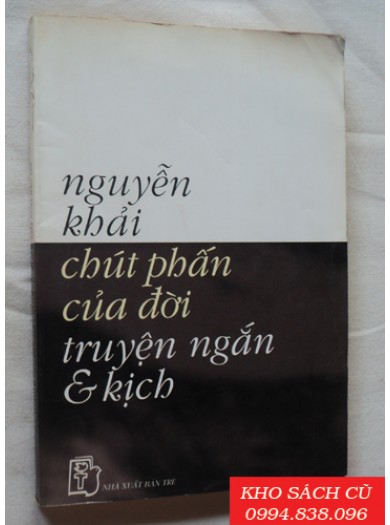 nguyễn
khải
chút phấn
của đời
truyện ngắn
& kịch
NHÀ XUẤT BẢN TRẺ
KHO SÁCH CŨ
0994.838.096